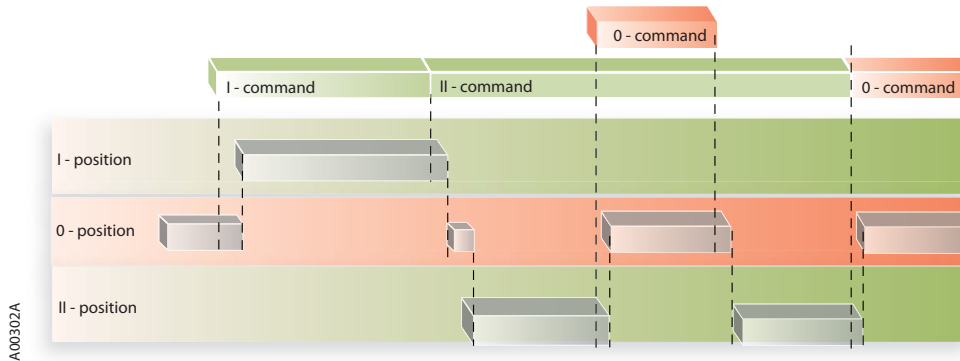 0 - command
I - command
II - command
0 - command
I - position
0 - position
II - position
A00302A